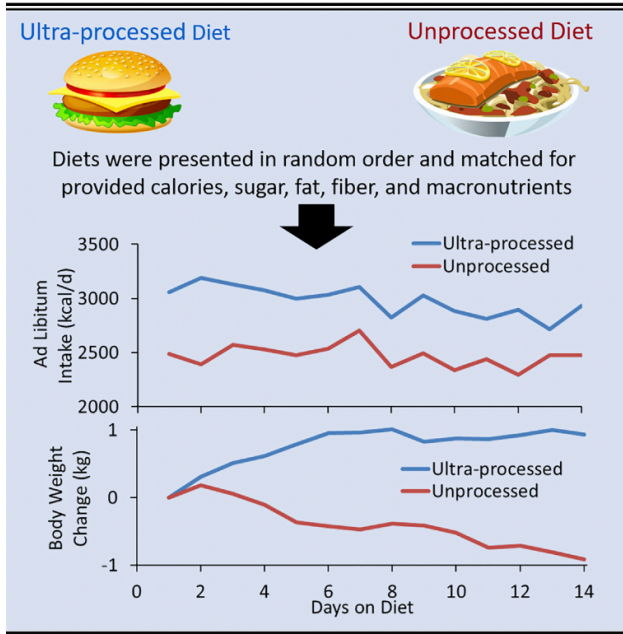 Ultra-processed Diet
Unprocessed Diet
Diets were presented in random order and matched for
provided calories, sugar, fat, fiber, and macronutrients
3500
3000
2500
2000
Ad Libitum
Intake (kcal/d)
Ultra-processed
Unprocessed
1
0
-1
Body Weight
Change (kg)
Ultra-processed
Unprocessed
0 2 4 6 8 10 12 14
Days on Diet